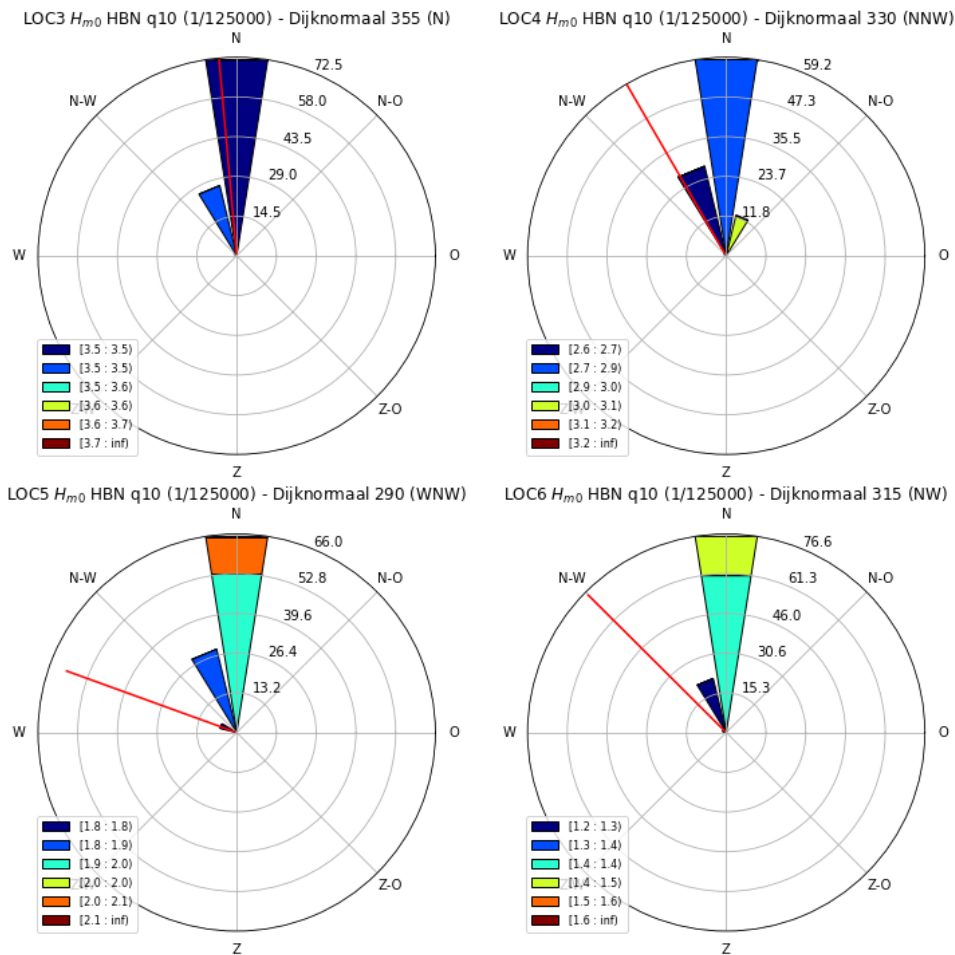 LOC3 Hm0 HBN q10 (1/125000) - Dijknormaal 355 (N)
N
N-O
O
Z-O
Z
W
N-W
72.5
58.0
43.5
29.0
14.5
[3.5 : 3.5)
[3.5 : 3.5)
[3.5 : 3.6)
[3.6 : 3.6)
[3.6 : 3.7)
[3.7 : inf)
LOC4 Hm0 HBN q10 (1/125000) - Dijknormaal 330 (NNW)
N
N-O
O
Z-O
Z
W
N-W
59.2
47.3
35.5
23.7
11.8
[2.6 : 2.7)
[2.7 : 2.9)
[2.9 : 3.0)
[3.0 : 3.1)
[3.1 : 3.2)
[3.2 : inf)
LOC5 Hm0 HBN q10 (1/125000) - Dijknormaal 290 (WNW)
N
N-O
O
Z-O
Z
W
N-W
66.0
52.8
39.6
26.4
13.2
[1.8 : 1.8)
[1.8 : 1.9)
[1.9 : 2.0)
[2.0 : 2.0)
[2.0 : 2.1)
[2.1 : inf)
LOC6 Hm0 HBN q10 (1/125000) - Dijknormaal 315 (NW)
N
N-O
O
Z-O
Z
W
N-W
76.6
61.3
46.0
30.6
15.3
[1.2 : 1.3)
[1.3 : 1.4)
[1.4 : 1.4)
[1.4 : 1.5)
[1.5 : 1.6)
[1.6 : inf)